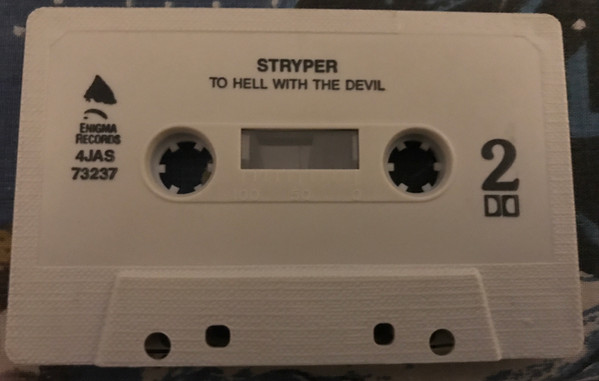 STRYPER
TO HELL WITH THE DEVIL
ENIGMA
RECORDS
4JAS
73237
2